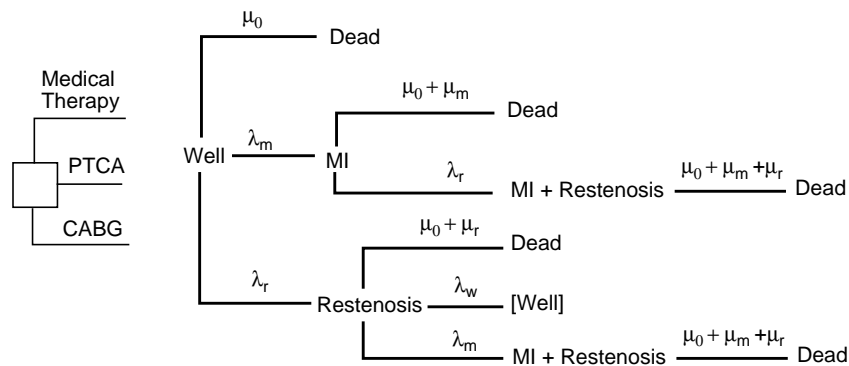 Medical
Therapy
PTCA
CABG
μ0 Dead
Well λm MI
μ0 + μm Dead
λr MI + Restenosis μ0 + μm +μr Dead
λr Restenosis
μ0 + μr Dead
λw [Well]
λm MI + Restenosis μ0 + μm +μr Dead